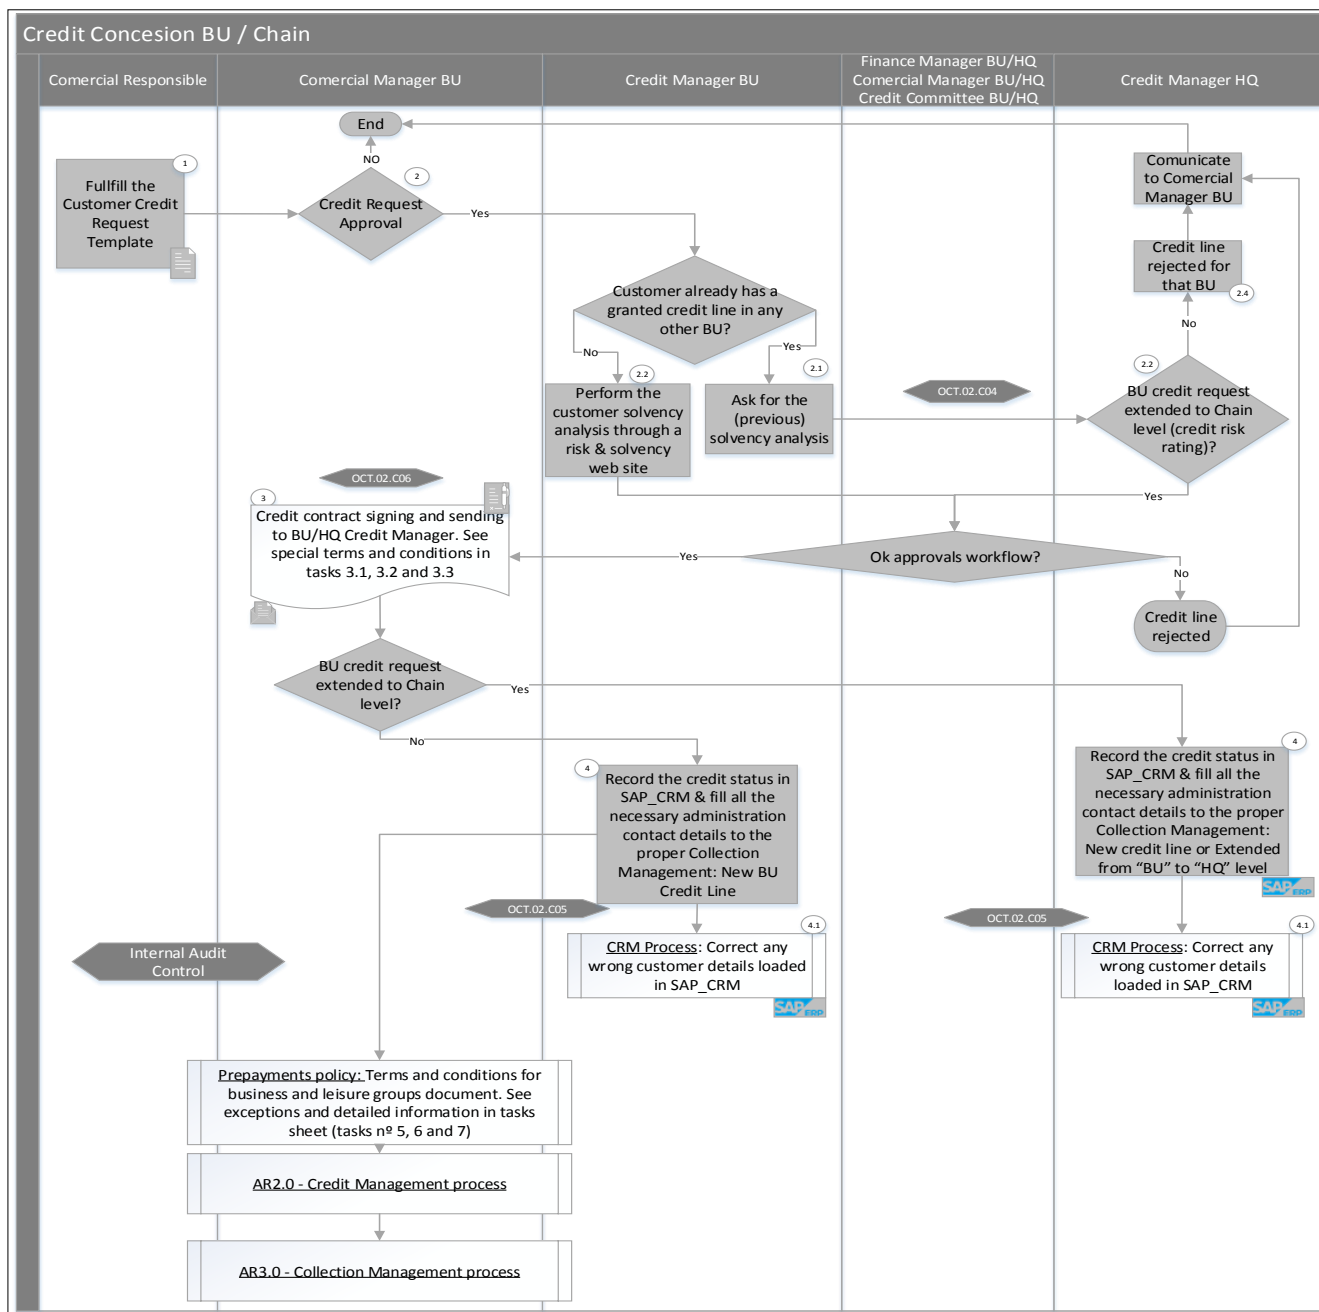 Credit Concesion BU / Chain
Comercial Responsible
Comercial Manager BU
Credit Manager BU
Finance Manager BU/HQ
Comercial Manager BU/HQ
Credit Committee BU/HQ
Credit Manager HQ
End
NO
1
Fullfill the
Customer Credit
Request
Template
2
Credit Request
Approval
Yes
Comunicate
to Comercial
Manager BU
Credit line
rejected for
that BU
2.4
No
Customer already has a
granted credit line in any
other BU?
No
Yes
2.2
Perform the
customer solvency
analysis through a
risk & solvency
web site
2.1
Ask for the
(previous)
solvency analysis
OCT.02.C04
2.2
BU credit request
extended to Chain
level (credit risk
rating)?
Yes
OCT.02.C06
3
Credit contract signing and sending
to BU/HQ Credit Manager. See
special terms and conditions in
tasks 3.1, 3.2 and 3.3
Yes
Ok approvals workflow?
No
Credit line
rejected
BU credit request
extended to Chain
level?
Yes
No
4
Record the credit status in
SAP_CRM & fill all the
necessary administration
contact details to the
proper Collection
Management: New BU
Credit Line
4
Record the credit status in
SAP_CRM & fill all the
necessary administration
contact details to the proper
Collection Management:
New credit line or Extended
from “BU” to “HQ” level
SAP ERP
OCT.02.C05
OCT.02.C05
Internal Audit
Control
4.1
CRM Process: Correct any
wrong customer details loaded
in SAP_CRM
SAP ERP
4.1
CRM Process: Correct any
wrong customer details
loaded in SAP_CRM
SAP ERP
Prepayments policy: Terms and conditions for
business and leisure groups document. See
exceptions and detailed information in tasks
sheet (tasks nº 5, 6 and 7)
AR2.0 - Credit Management process
AR3.0 - Collection Management process